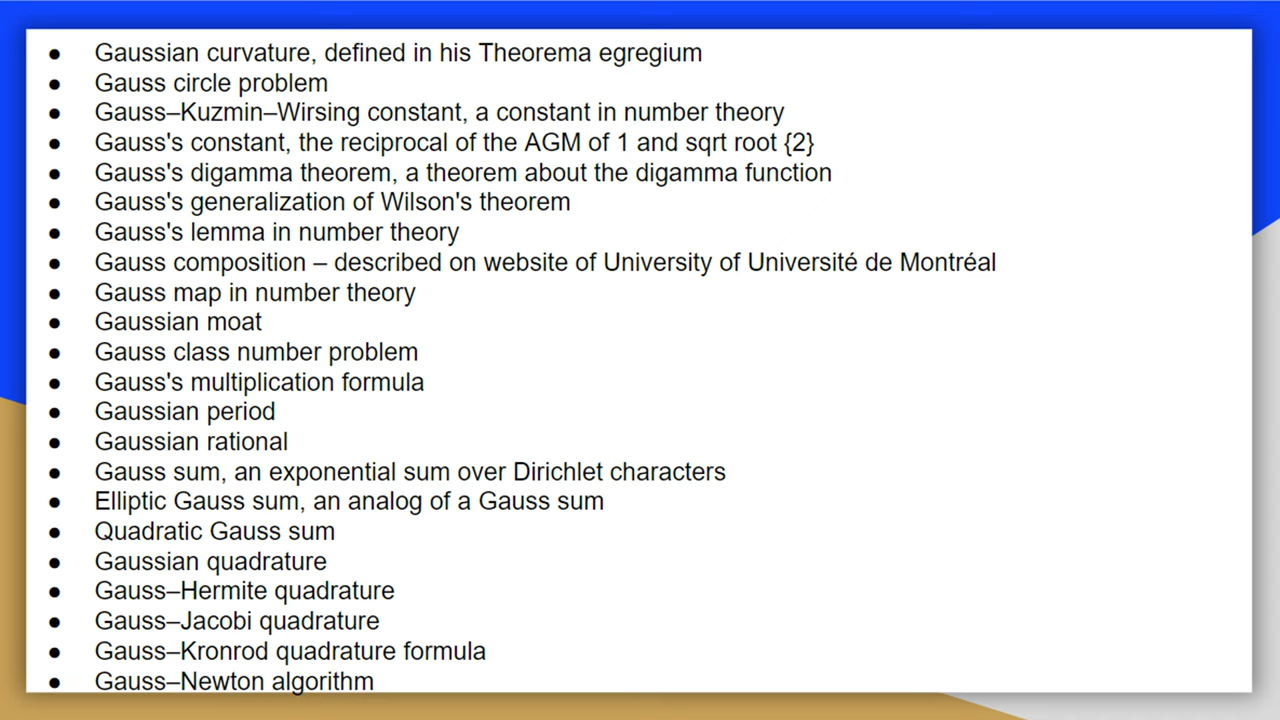 ● Gaussian curvature, defined in his Theorema egregium
● Gauss circle problem
● Gauss–Kuzmin–Wirsing constant, a constant in number theory
● Gauss's constant, the reciprocal of the AGM of 1 and sqrt root {2}
● Gauss's digamma theorem, a theorem about the digamma function
● Gauss's generalization of Wilson's theorem
● Gauss's lemma in number theory
● Gauss composition – described on website of University of Université de Montréal
● Gauss map in number theory
● Gaussian moat
● Gauss class number problem
● Gauss's multiplication formula
● Gaussian period
● Gaussian rational
● Gauss sum, an exponential sum over Dirichlet characters
● Elliptic Gauss sum, an analog of a Gauss sum
● Quadratic Gauss sum
● Gaussian quadrature
● Gauss–Hermite quadrature
● Gauss–Jacobi quadrature
● Gauss–Kronrod quadrature formula
● Gauss–Newton algorithm